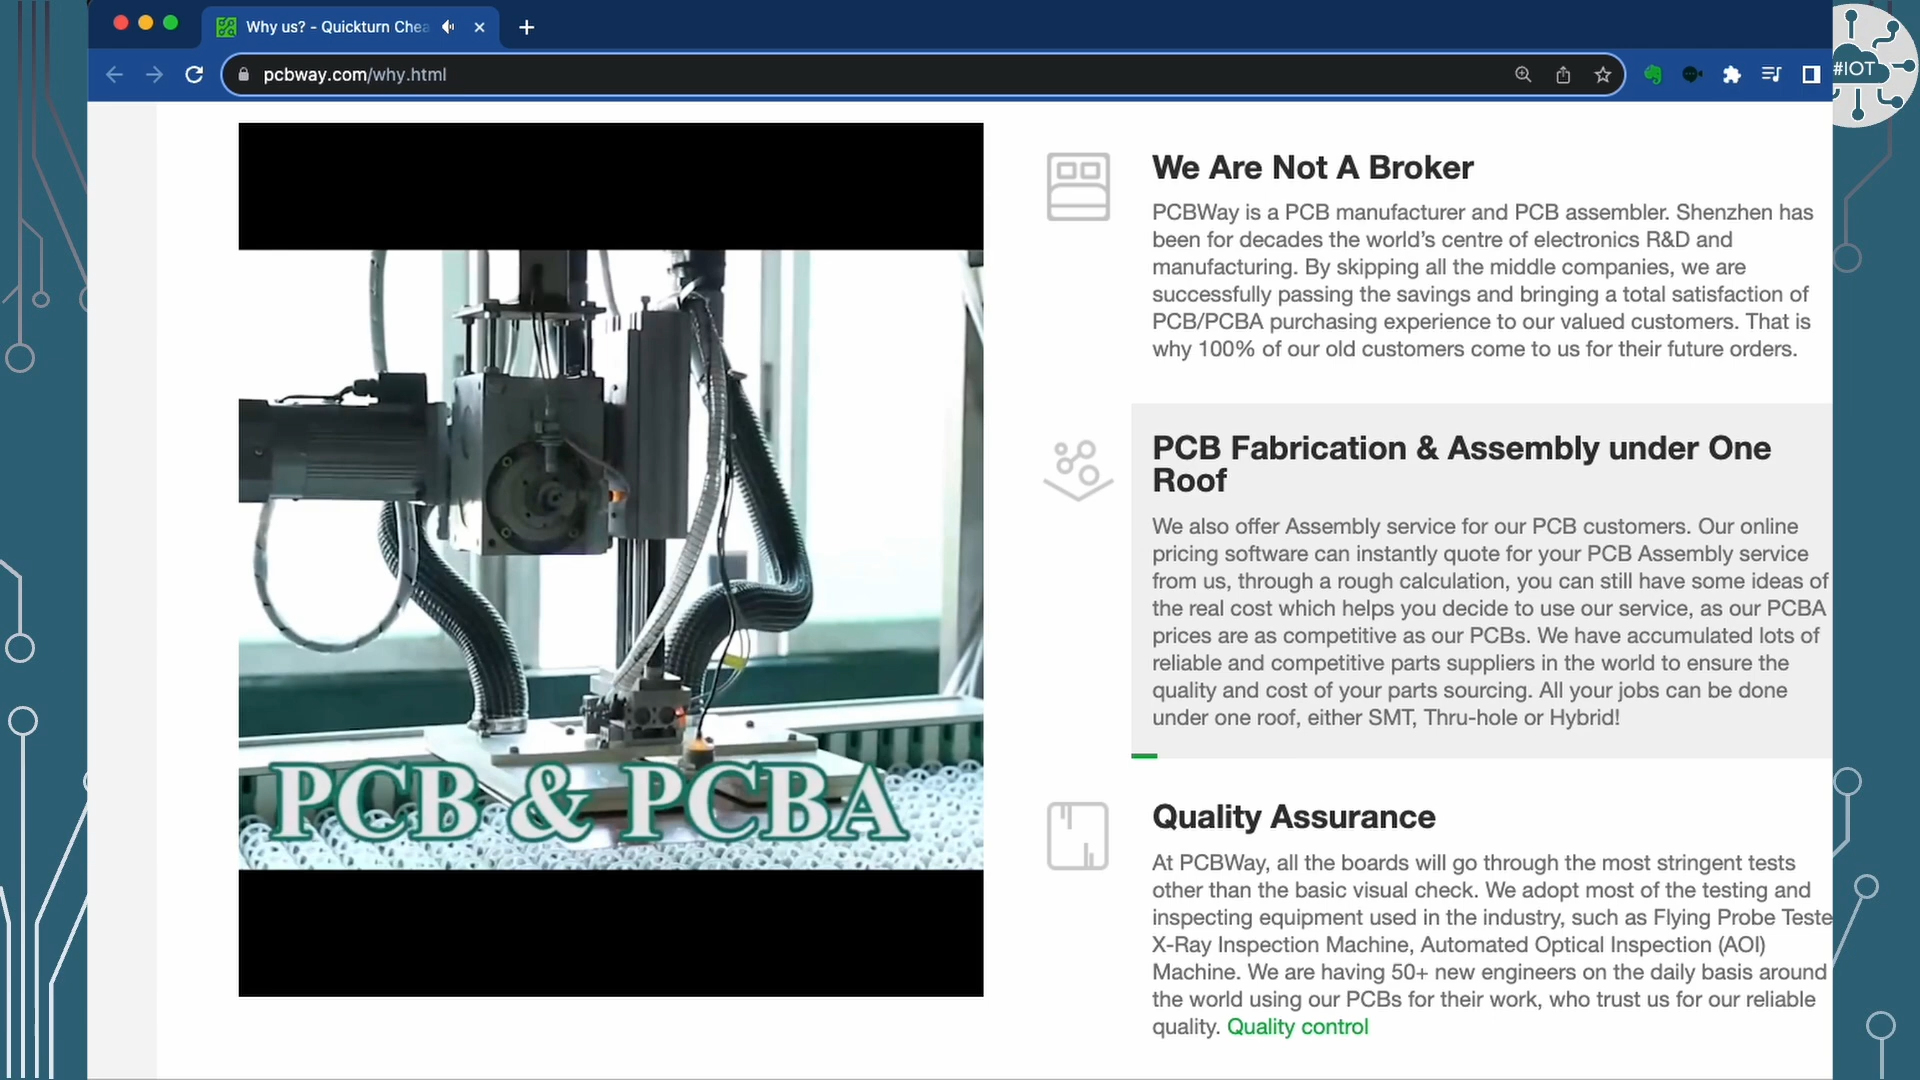 Why us? - Quickturn Chea
pcbway.com/why.html
#IOT
We Are Not A Broker
PCBWay is a PCB manufacturer and PCB assembler. Shenzhen has
been for decades the world’s centre of electronics R&D and
manufacturing. By skipping all the middle companies, we are
successfully passing the savings and bringing a total satisfaction of
PCB/PCBA purchasing experience to our valued customers. That is
why 100% of our old customers come to us for their future orders.
PCB Fabrication & Assembly under One
Roof
We also offer Assembly service for our PCB customers. Our online
pricing software can instantly quote for your PCB Assembly service
from us, through a rough calculation, you can still have some ideas of
the real cost which helps you decide to use our service, as our PCBA
prices are as competitive as our PCBs. We have accumulated lots of
reliable and competitive parts suppliers in the world to ensure the
quality and cost of your parts sourcing. All your jobs can be done
under one roof, either SMT, Thru-hole or Hybrid!
PCB & PCBA
Quality Assurance
At PCBWay, all the boards will go through the most stringent tests
other than the basic visual check. We adopt most of the testing and
inspecting equipment used in the industry, such as Flying Probe Teste
X-Ray Inspection Machine, Automated Optical Inspection (AOI)
Machine. We are having 50+ new engineers on the daily basis around
the world using our PCBs for their work, who trust us for our reliable
quality. Quality control